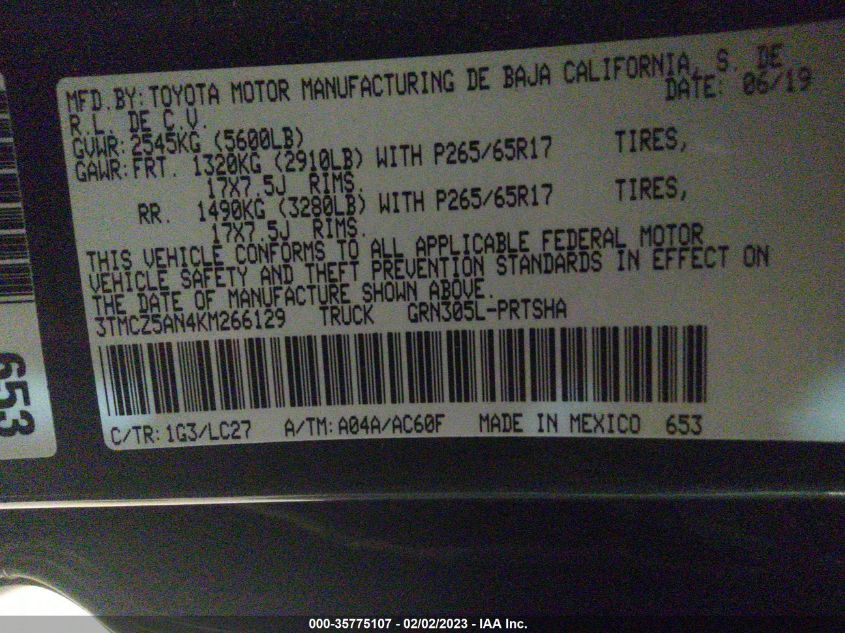 MFD.BY:TOYOTA MOTOR MANUFACTURING DE BAJA CALIFORNIA, S. DE
R.L. DE C.V. DATE: 06/19
GVWR:2545KG (5600LB)
GAWR:FRT. 1320KG (2910LB) WITH P265/65R17 TIRES,
17X7.5J RIMS.
RR. 1490KG (3280LB) WITH P265/65R17 TIRES,
17X7.5J RIMS.
THIS VEHICLE CONFORMS TO ALL APPLICABLE FEDERAL MOTOR
VEHICLE SAFETY AND THEFT PREVENTION STANDARDS IN EFFECT ON
THE DATE OF MANUFACTURE SHOWN ABOVE.
3TMCZ5AN4KM266129 TRUCK GRN305L-PRTSHA
C/TR:1G3/LC27 A/TM:A04A/AC60F MADE IN MEXICO 653
653
000-35775107 - 02/02/2023 - IAA Inc.